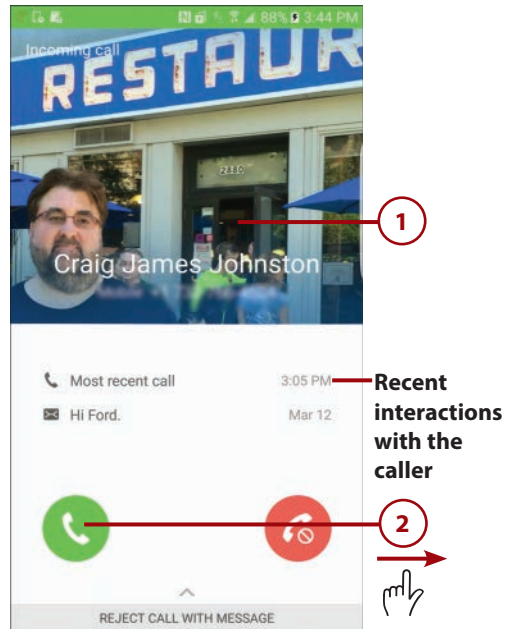 88% 3:44 PM
Incoming call
RESTAUR
2880
1
Craig James Johnston
Most recent call 3:05 PM
Hi Ford. Mar 12
Recent
interactions
with the
caller
2
REJECT CALL WITH MESSAGE